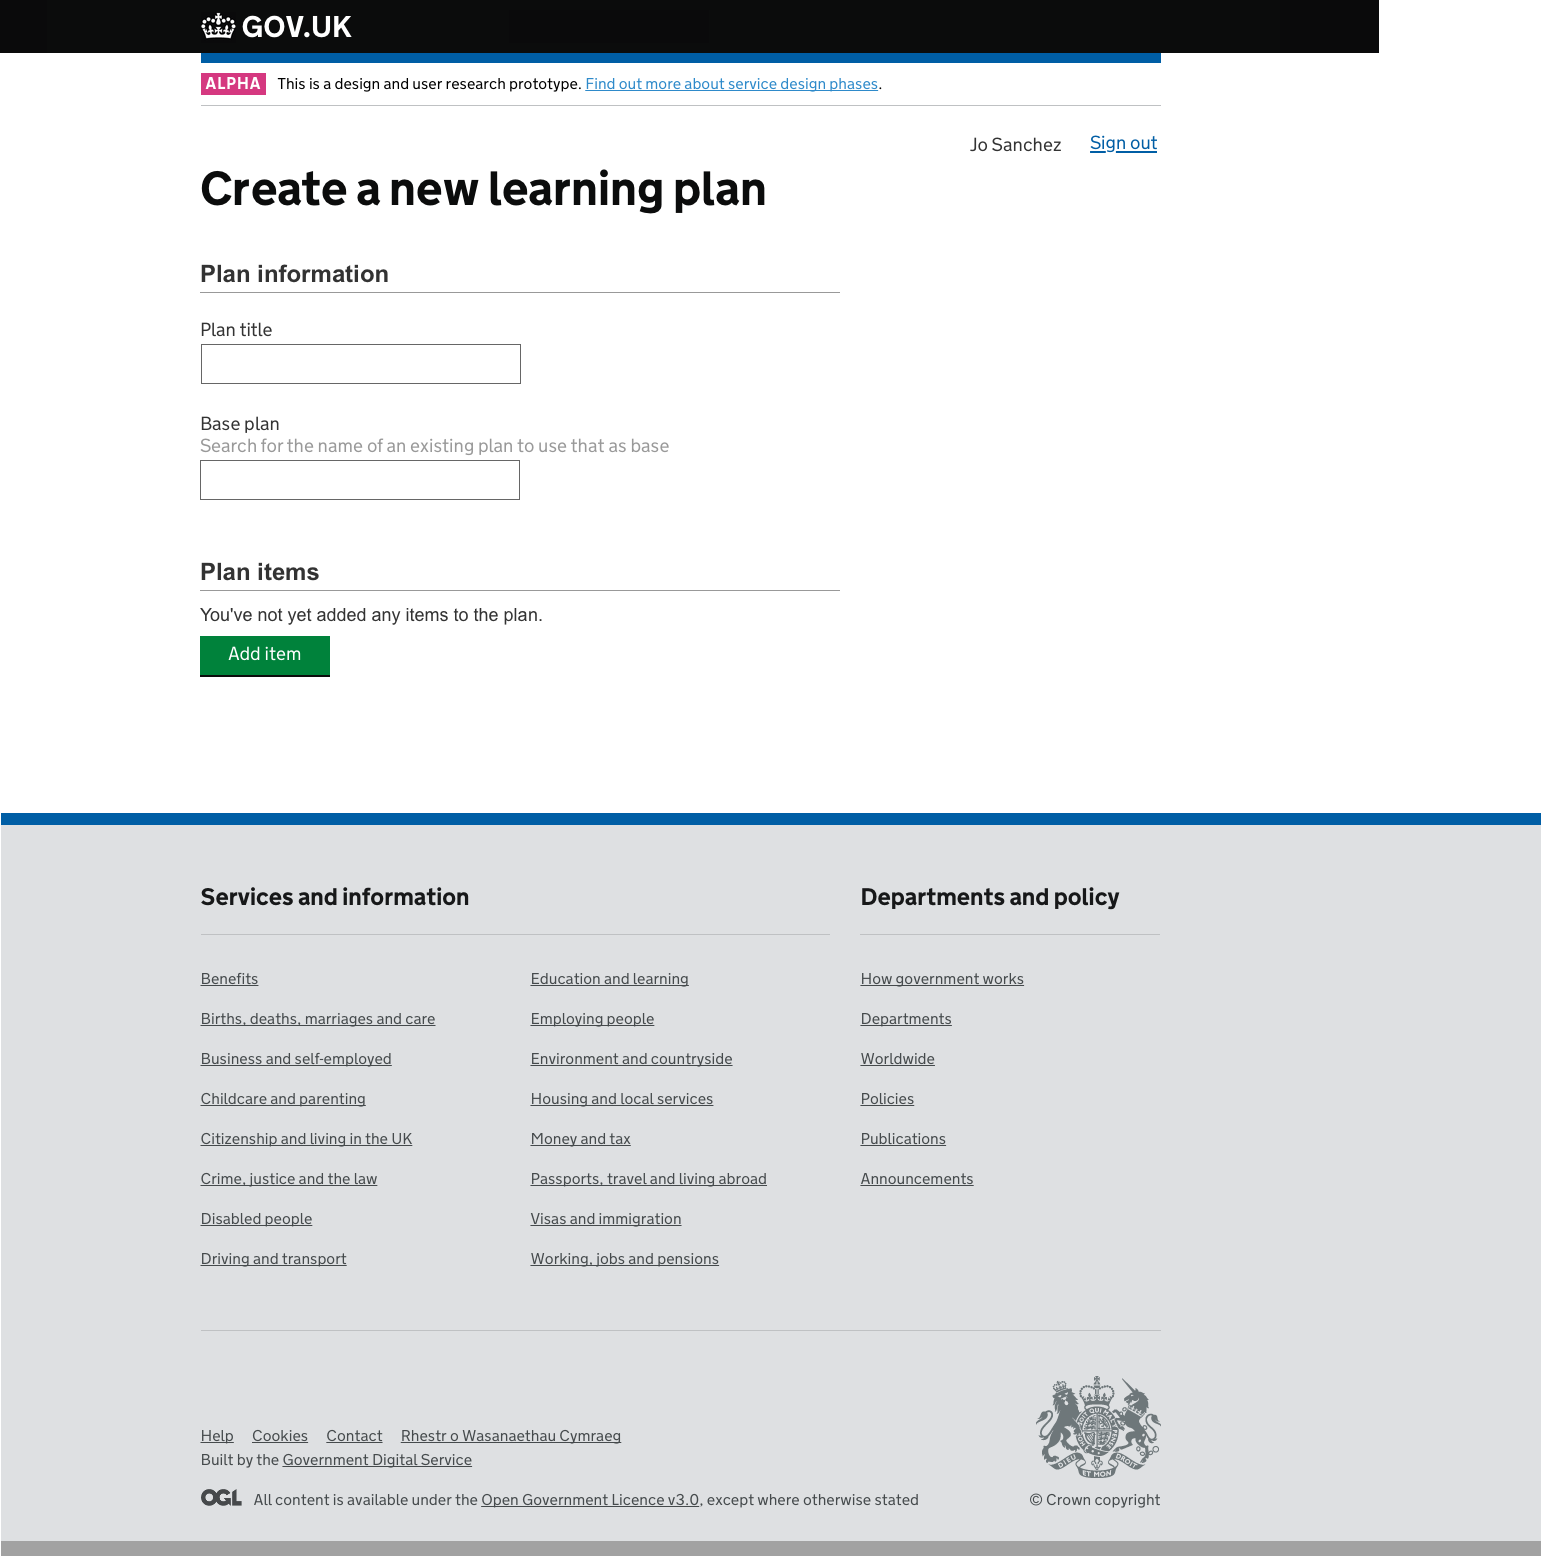 GOV.UK
ALPHA This is a design and user research prototype. Find out more about service design phases.
Jo Sanchez Sign out
Create a new learning plan
Plan information
Plan title
Base plan
Search for the name of an existing plan to use that as base
Plan items
You've not yet added any items to the plan.
Add item
Services and information
Benefits
Births, deaths, marriages and care
Business and self-employed
Childcare and parenting
Citizenship and living in the UK
Crime, justice and the law
Disabled people
Driving and transport
Education and learning
Employing people
Environment and countryside
Housing and local services
Money and tax
Passports, travel and living abroad
Visas and immigration
Working, jobs and pensions
Departments and policy
How government works
Departments
Worldwide
Policies
Publications
Announcements
Help Cookies Contact Rhestr o Wasanaethau Cymraeg
Built by the Government Digital Service
OGL All content is available under the Open Government Licence v3.0, except where otherwise stated
DIEU ET MON DROIT
© Crown copyright